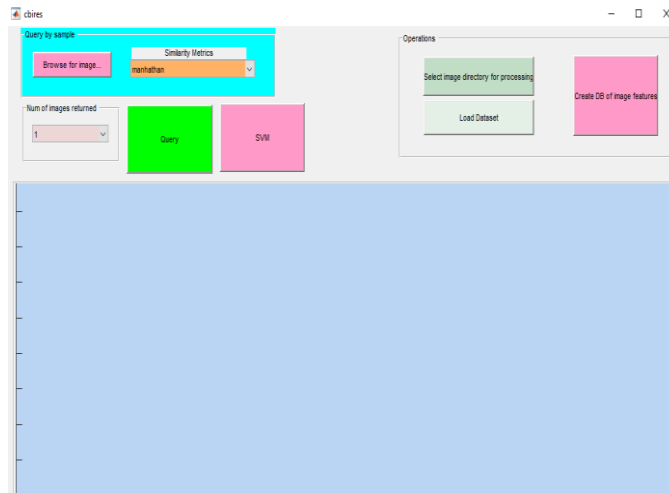 cbires
Query by sample
Browse for image...
Similarity Metrics
manhathan
Operations
Select image directory for processing
Load Dataset
Create DB of image features
Num of images returned
1
Query
SVM